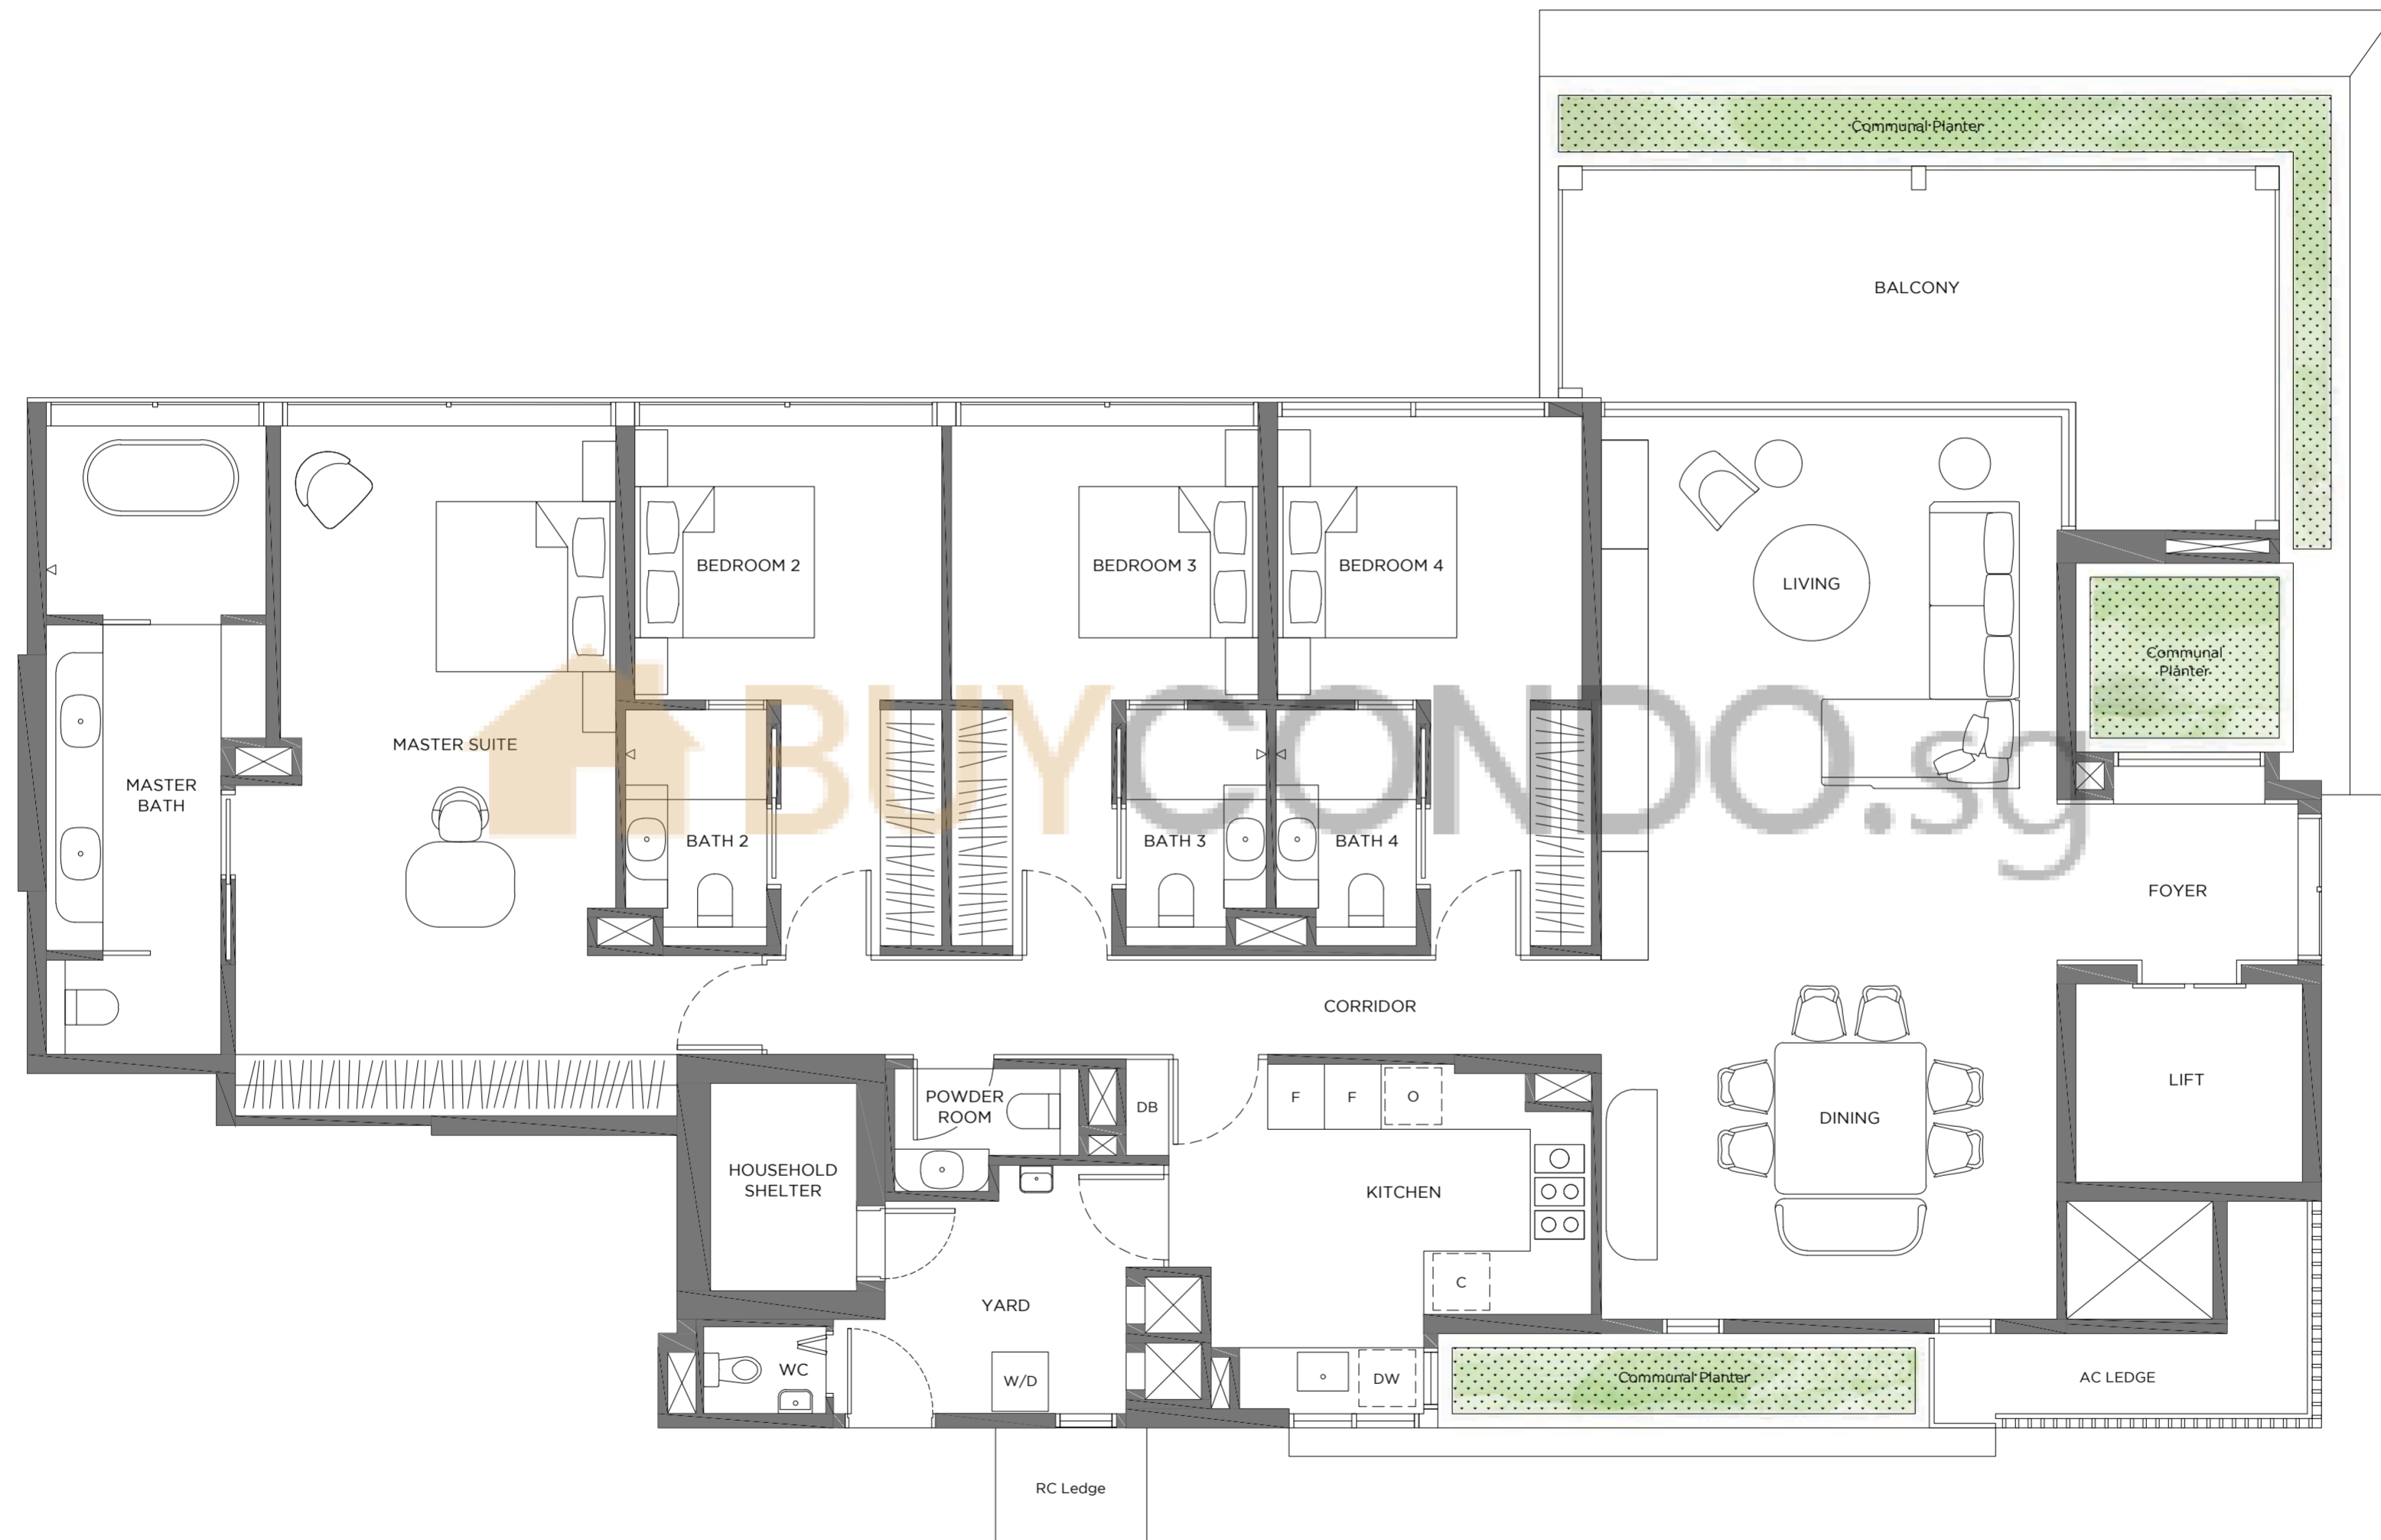 Communal Planter
BALCONY
BEDROOM 2
BEDROOM 3
BEDROOM 4
LIVING
Communal
Planter
MASTER SUITE
BUYCONDO.sg
MASTER
BATH
BATH 2
BATH 3
BATH 4
FOYER
CORRIDOR
POWDER
ROOM
DB
F
F
O
DINING
LIFT
HOUSEHOLD
SHELTER
KITCHEN
C
YARD
WC
W/D
DW
Communal Planter
AC LEDGE
RC Ledge